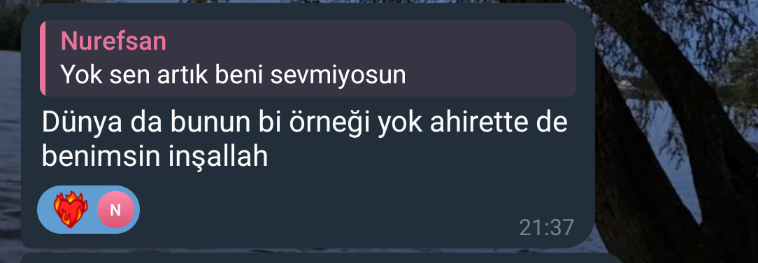 Nurefsan
Yok sen artık beni sevmiyosun
Dünya da bunun bi örneği yok ahirette de
benimsin inşallah
N
21:37